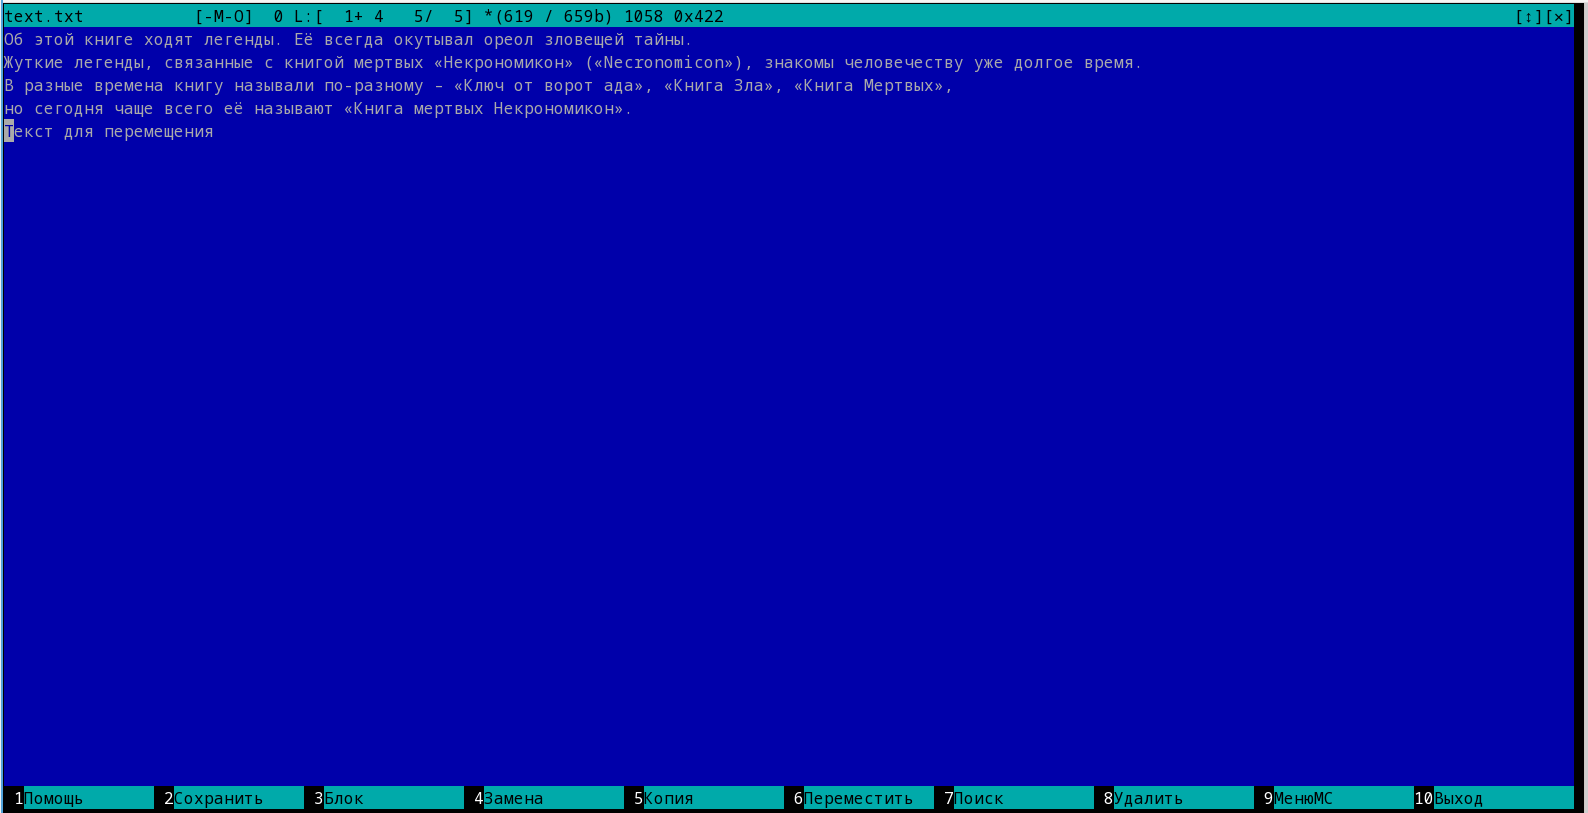 text.txt [-M-O] 0 L:[ 1+ 4 5/ 5] *(619 / 659b) 1058 0x422 [↕][×]
Об этой книге ходят легенды. Её всегда окутывал ореол зловещей тайны.
Жуткие легенды, связанные с книгой мертвых «Некрономикон» («Necronomicon»), знакомы человечеству уже долгое время.
В разные времена книгу называли по-разному – «Ключ от ворот ада», «Книга Зла», «Книга Мертвых»,
но сегодня чаще всего её называют «Книга мертвых Некрономикон».
Текст для перемещения
1Помощь 2Сохранить 3Блок 4Замена 5Копия 6Переместить 7Поиск 8Удалить 9МенюMC 10Выход